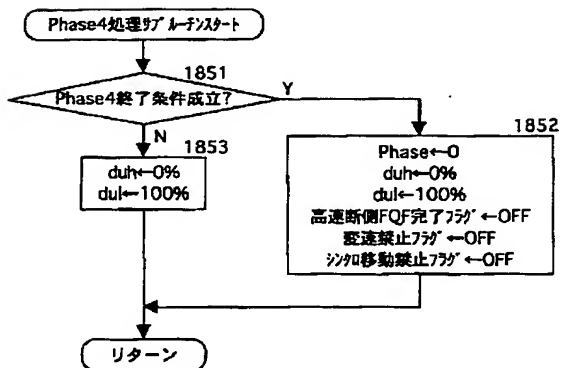 Phase4処理ｻﾌﾞﾙｰﾁﾝｽﾀｰﾄ
1851
Phase4終了条件成立?
Y
N
1853
duh←0%
dul←100%
1852
Phase←0
duh←0%
dul←100%
高速断側FQF完了ﾌﾗｸﾞ←OFF
変速禁止ﾌﾗｸﾞ←OFF
ｼﾝｸﾛ移動禁止ﾌﾗｸﾞ←OFF
リターン